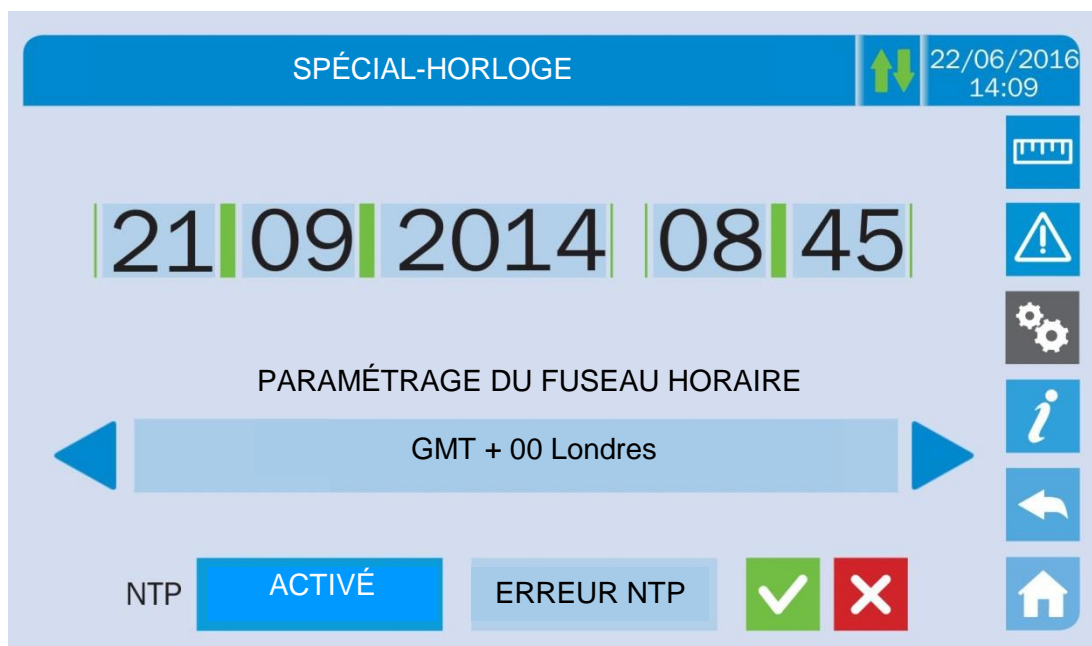 SPÉCIAL-HORLOGE
22/06/2016
14:09
21 09 2014 08 45
PARAMÉTRAGE DU FUSEAU HORAIRE
GMT + 00 Londres
NTP ACTIVÉ ERREUR NTP